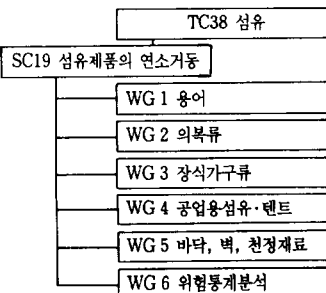 TC38 섬유
SC19 섬유제품의 연소거동
WG 1 용어
WG 2 의복류
WG 3 장식가구류
WG 4 공업용섬유·텐트
WG 5 바닥, 벽, 천정재료
WG 6 위험통계분석